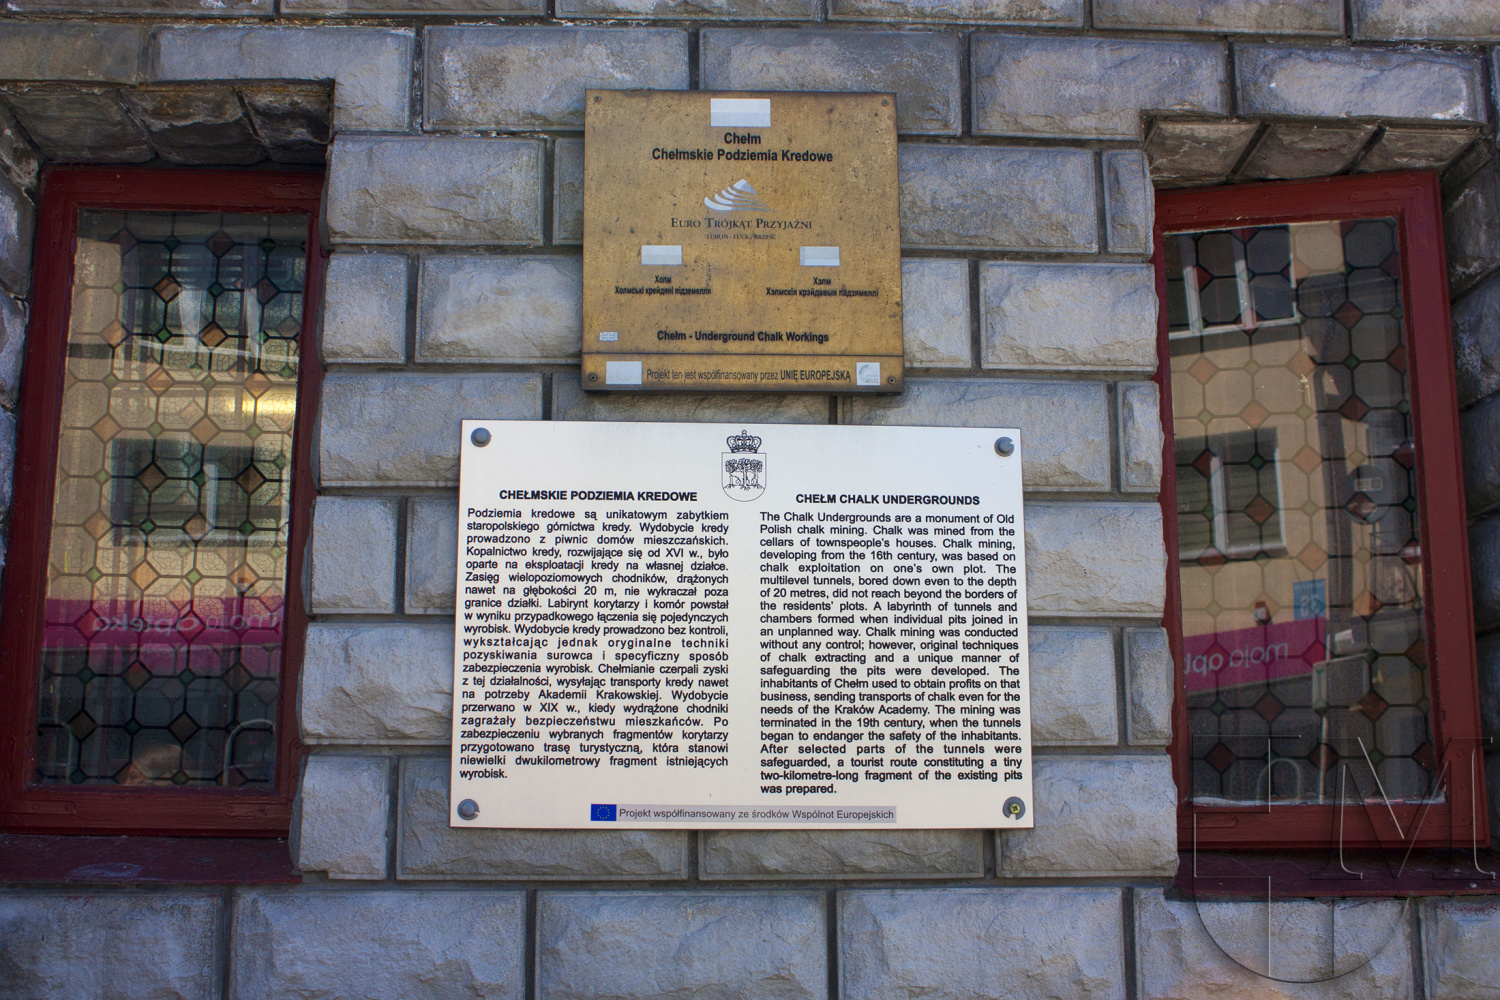 Chełm
Chełmskie Podziemia Kredowe
Euro Trójkąt Przyjaźni
LUBLIN - ŁUCK - BRZEŚĆ
Холм
Холмські крейдяні підземелля
Хэлм
Хэлмскія крэйдавыя підзямеллі
Chełm - Underground Chalk Workings
Projekt ten jest współfinansowany przez UNIĘ EUROPEJSKĄ
CHEŁMSKIE PODZIEMIA KREDOWE
Podziemia kredowe są unikatowym zabytkiem
staropolskiego górnictwa kredy. Wydobycie kredy
prowadzono z piwnic domów mieszczańskich.
Kopalnictwo kredy, rozwijające się od XVI w., było
oparte na eksploatacji kredy na własnej działce.
Zasięg wielopoziomowych chodników, drążonych
nawet na głębokości 20 m, nie wykraczał poza
granice działki. Labirynt korytarzy i komór powstał
w wyniku przypadkowego łączenia się pojedynczych
wyrobisk. Wydobycie kredy prowadzono bez kontroli,
wykształcając jednak oryginalne techniki
pozyskiwania surowca i specyficzny sposób
zabezpieczenia wyrobisk. Chełmianie czerpali zyski
z tej działalności, wysyłając transporty kredy nawet
na potrzeby Akademii Krakowskiej. Wydobycie
przerwano w XIX w., kiedy wydrążone chodniki
zagrażały bezpieczeństwu mieszkańców. Po
zabezpieczeniu wybranych fragmentów korytarzy
przygotowano trasę turystyczną, która stanowi
niewielki dwukilometrowy fragment istniejących
wyrobisk.
CHEŁM CHALK UNDERGROUNDS
The Chalk Undergrounds are a monument of Old
Polish chalk mining. Chalk was mined from the
cellars of townspeople's houses. Chalk mining,
developing from the 16th century, was based on
chalk exploitation on one's own plot. The
multilevel tunnels, bored down even to the depth
of 20 metres, did not reach beyond the borders of
the residents' plots. A labyrinth of tunnels and
chambers formed when individual pits joined in
an unplanned way. Chalk mining was conducted
without any control; however, original techniques
of chalk extracting and a unique manner of
safeguarding the pits were developed. The
inhabitants of Chełm used to obtain profits on that
business, sending transports of chalk even for the
needs of the Kraków Academy. The mining was
terminated in the 19th century, when the tunnels
began to endanger the safety of the inhabitants.
After selected parts of the tunnels were
safeguarded, a tourist route constituting a tiny
two-kilometre-long fragment of the existing pits
was prepared.
Projekt współfinansowany ze środków Wspólnot Europejskich
moja apteka
moja
moja apt
TM